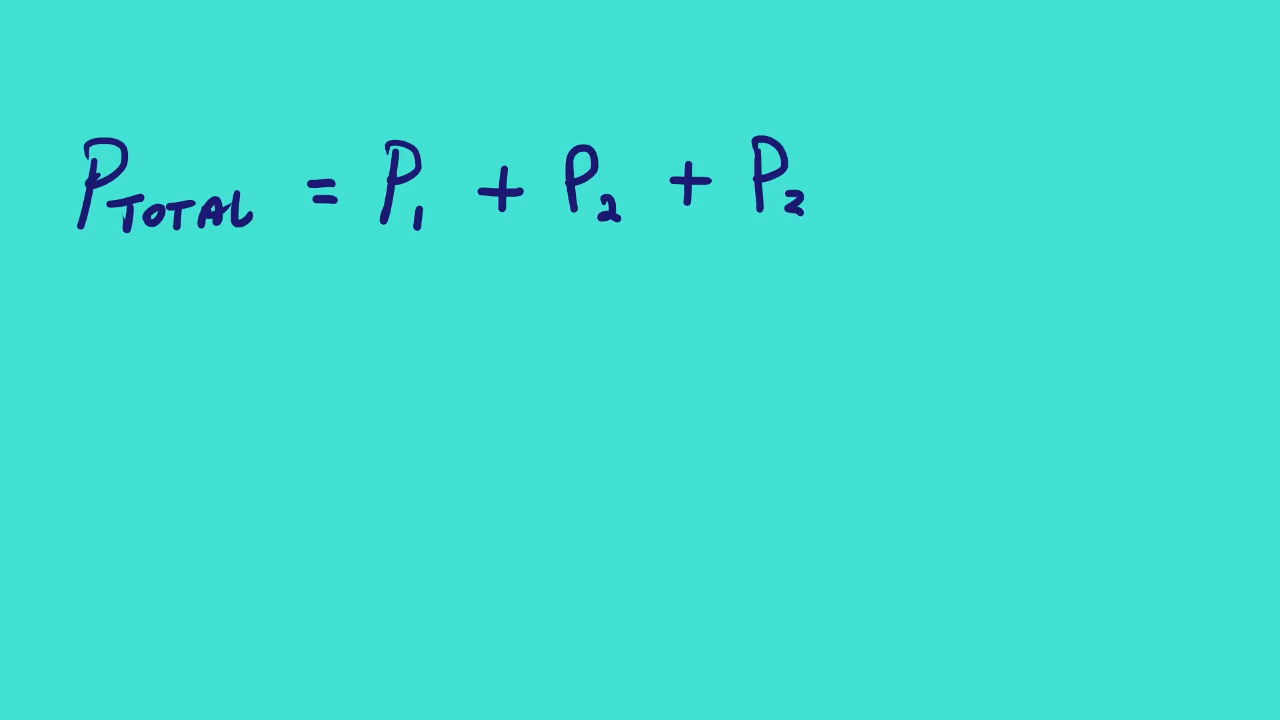 P_TOTAL = P_1 + P_2 + P_3